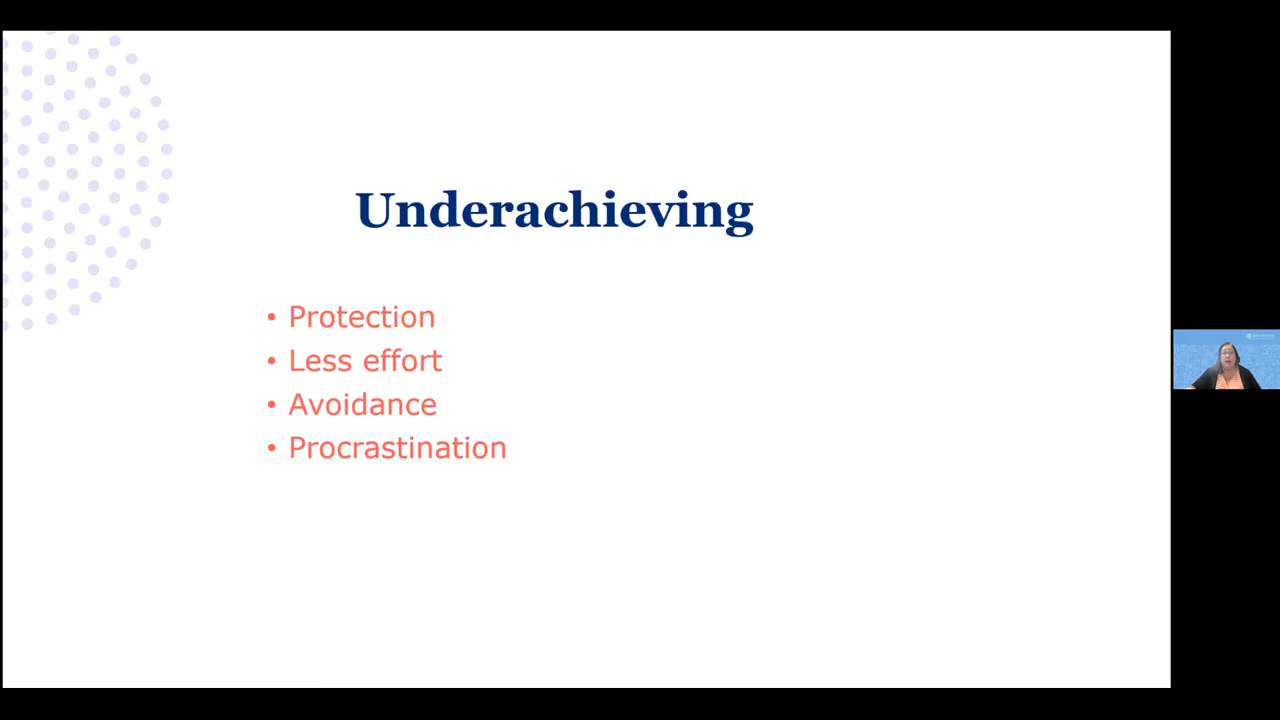 Underachieving
• Protection
• Less effort
• Avoidance
• Procrastination